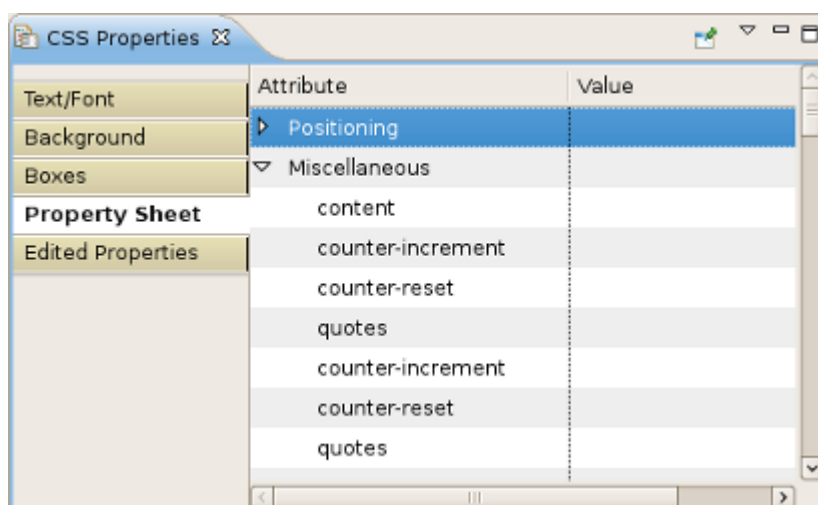 CSS Properties
Text/Font
Background
Boxes
Property Sheet
Edited Properties
Attribute Value
Positioning
Miscellaneous
content
counter-increment
counter-reset
quotes
counter-increment
counter-reset
quotes